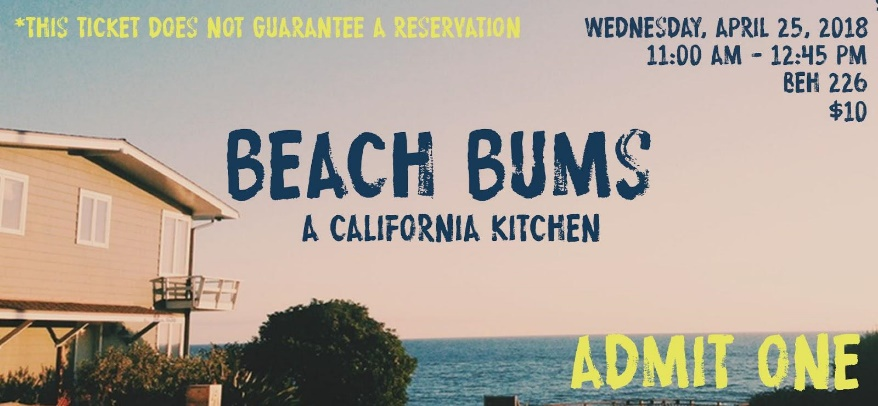 *THIS TICKET DOES NOT GUARANTEE A RESERVATION
WEDNESDAY, APRIL 25, 2018
11:00 AM - 12:45 PM
BEH 226
$10
BEACH BUMS
A CALIFORNIA KITCHEN
ADMIT ONE